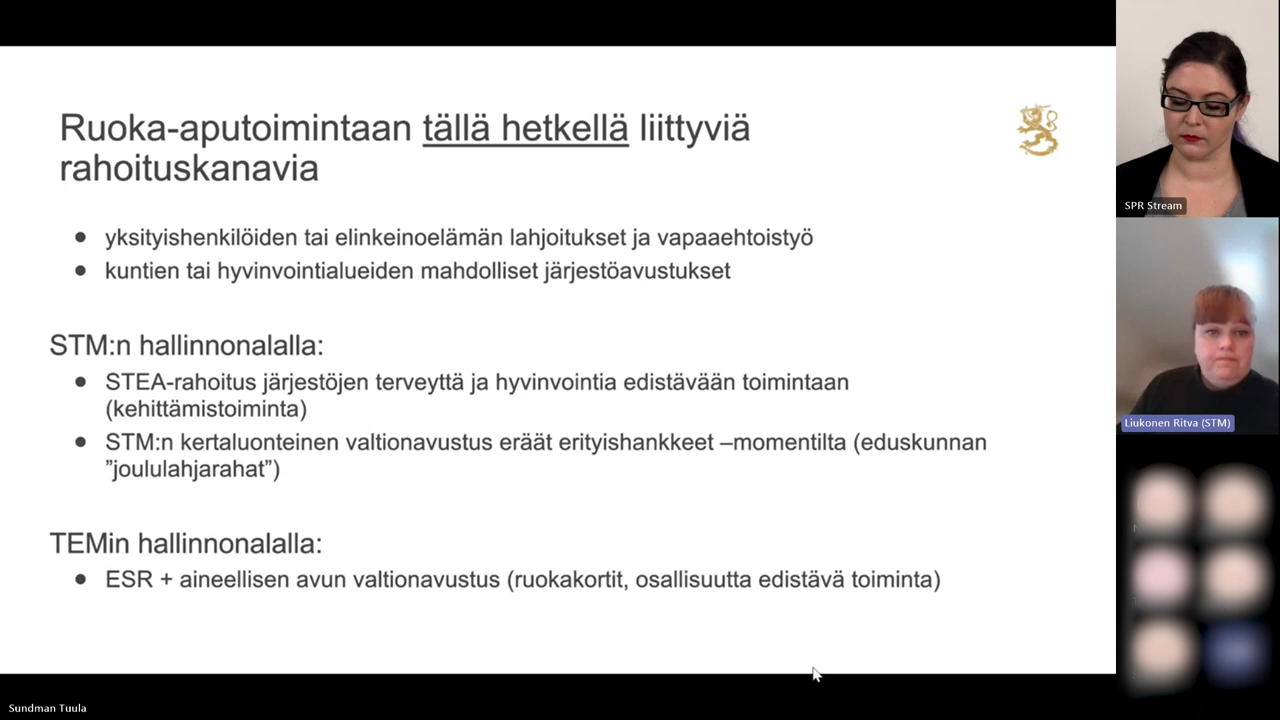 Ruoka-aputoimintaan tällä hetkellä liittyviä
rahoituskanavia
● yksityishenkilöiden tai elinkeinoelämän lahjoitukset ja vapaaehtoistyö
● kuntien tai hyvinvointialueiden mahdolliset järjestöavustukset
STM:n hallinnonalalla:
● STEA-rahoitus järjestöjen terveyttä ja hyvinvointia edistävään toimintaan
(kehittämistoiminta)
● STM:n kertaluonteinen valtionavustus eräät erityishankkeet –momentilta (eduskunnan
”joululahjarahat”)
TEMin hallinnonalalla:
● ESR + aineellisen avun valtionavustus (ruokakortit, osallisuutta edistävä toiminta)
SPR Stream
Liukonen Ritva (STM)
Sundman Tuula